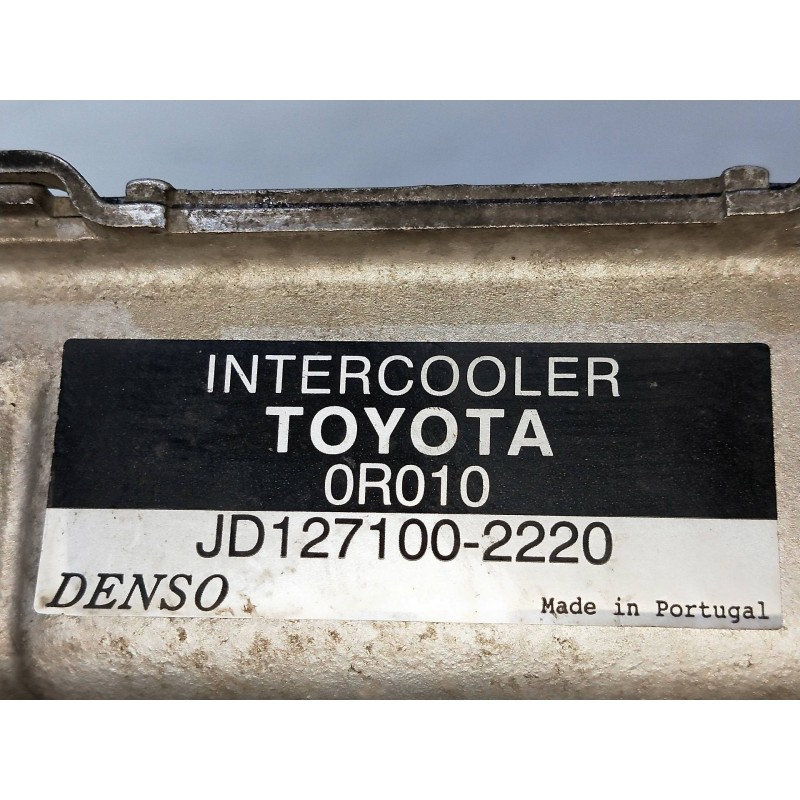 INTERCOOLER
TOYOTA
0R010
JD127100-2220
DENSO
Made in Portugal